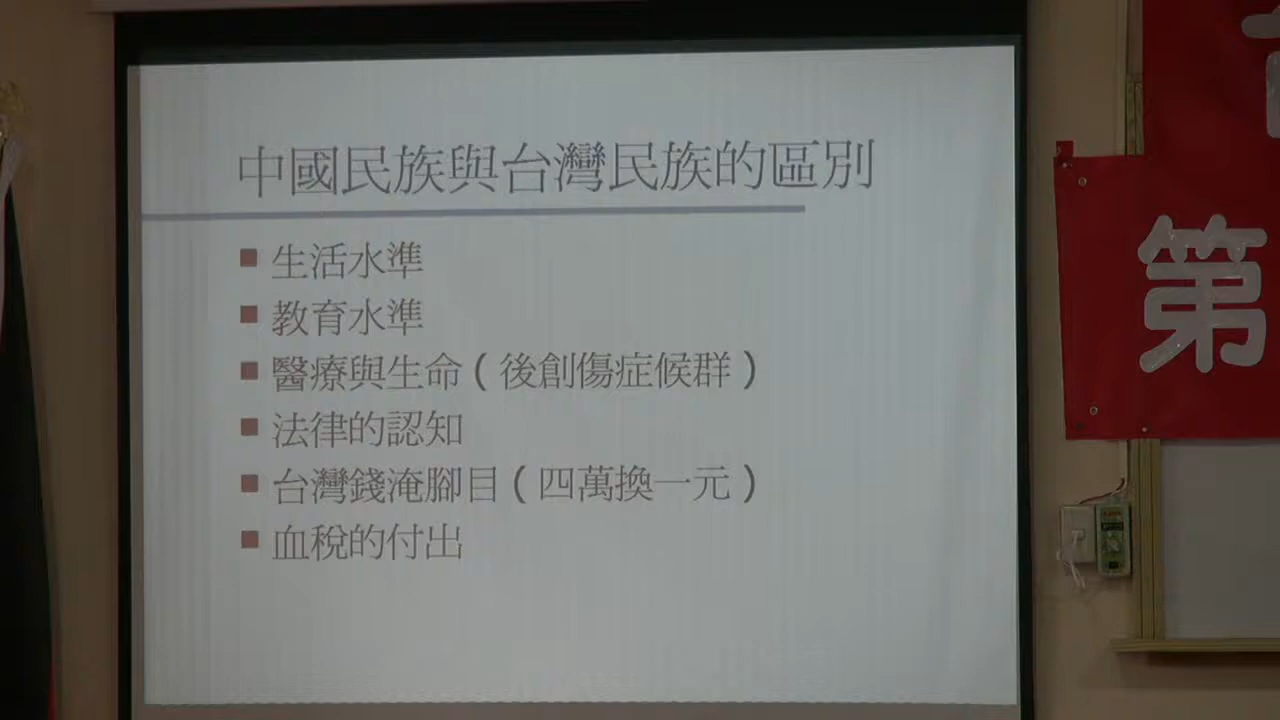 中國民族與台灣民族的區別
生活水準
教育水準
醫療與生命(後創傷症候群)
法律的認知
台灣錢淹腳目(四萬換一元)
血稅的付出
第